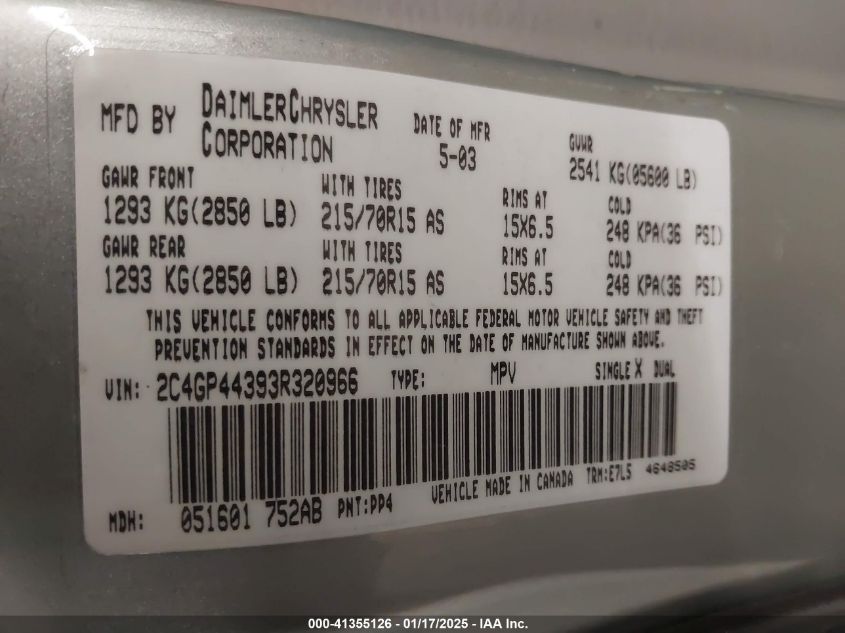 MFD BY DAIMLERCHRYSLER CORPORATION DATE OF MFR 5-03 GVWR 2541 KG(05600 LB)
GAWR FRONT WITH TIRES RIMS AT COLD
1293 KG(2850 LB) 215/70R15 AS 15X6.5 248 KPA(36 PSI)
GAWR REAR WITH TIRES RIMS AT COLD
1293 KG(2850 LB) 215/70R15 AS 15X6.5 248 KPA(36 PSI)
THIS VEHICLE CONFORMS TO ALL APPLICABLE FEDERAL MOTOR VEHICLE SAFETY AND THEFT
PREVENTION STANDARDS IN EFFECT ON THE DATE OF MANUFACTURE SHOWN ABOVE.
VIN: 2C4GP44393R320966 TYPE: MPV SINGLE X DUAL
MDH: 051601 752AB PNT:PP4 VEHICLE MADE IN CANADA TRM:E7L5 4648505
000-41355126 - 01/17/2025 - IAA Inc.